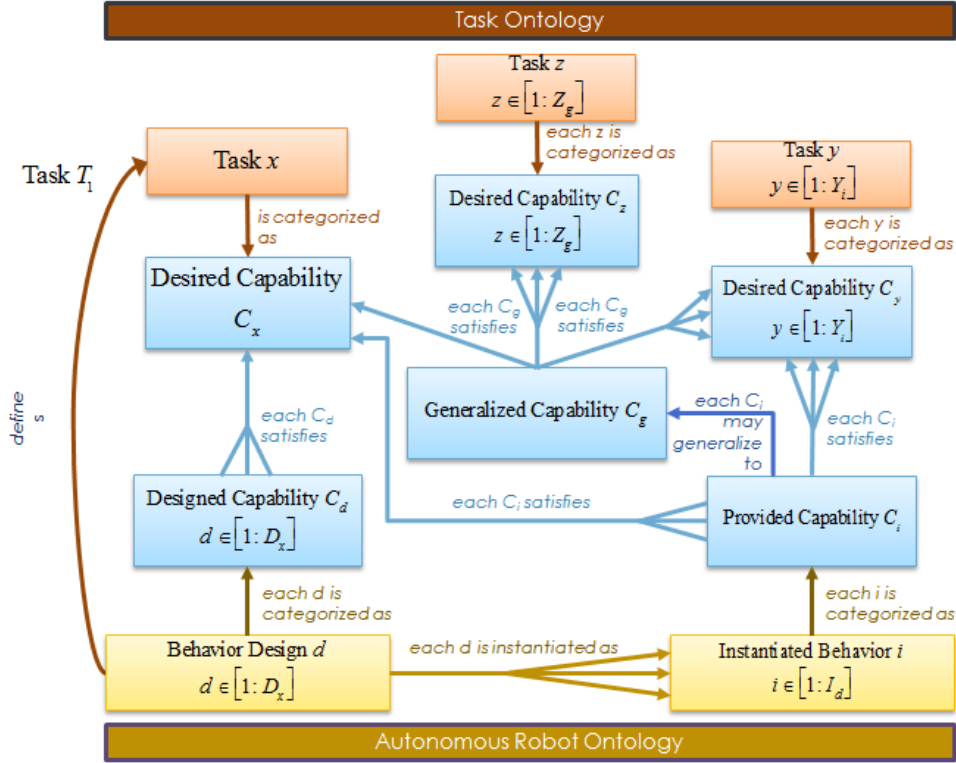 Task Ontology
Task z
z ∈ [1: Z_g]
each z is
categorized as
Task x
Task T_1
is categorized
as
Task y
y ∈ [1: Y_i]
each y is
categorized as
Desired Capability C_z
z ∈ [1: Z_g]
Desired Capability
C_x
Desired Capability C_y
y ∈ [1: Y_i]
each C_g
satisfies
each C_g
satisfies
Generalized Capability C_g
each C_i
may
generalize
to
each C_i
satisfies
define
s
each C_d
satisfies
Designed Capability C_d
d ∈ [1: D_x]
each C_i satisfies
Provided Capability C_i
each d is
categorized as
each i is
categorized as
Behavior Design d
d ∈ [1: D_x]
each d is instantiated as
Instantiated Behavior i
i ∈ [1: I_d]
Autonomous Robot Ontology